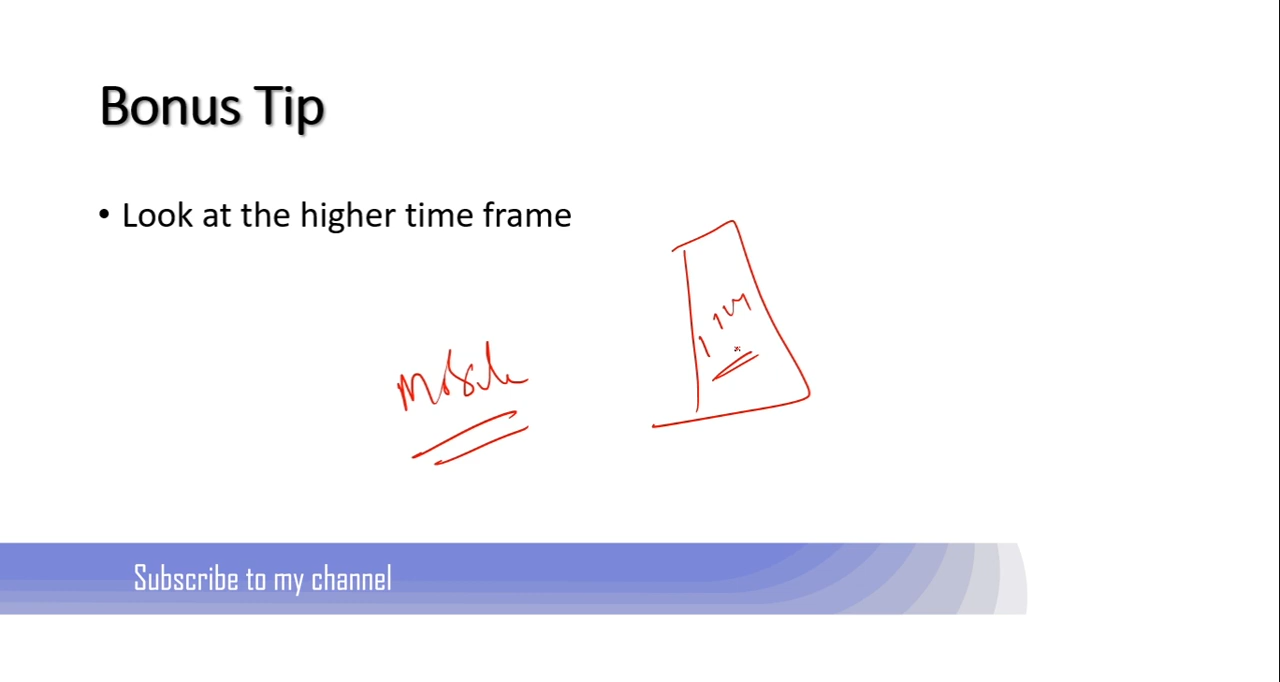 Bonus Tip
• Look at the higher time frame
Subscribe to my channel